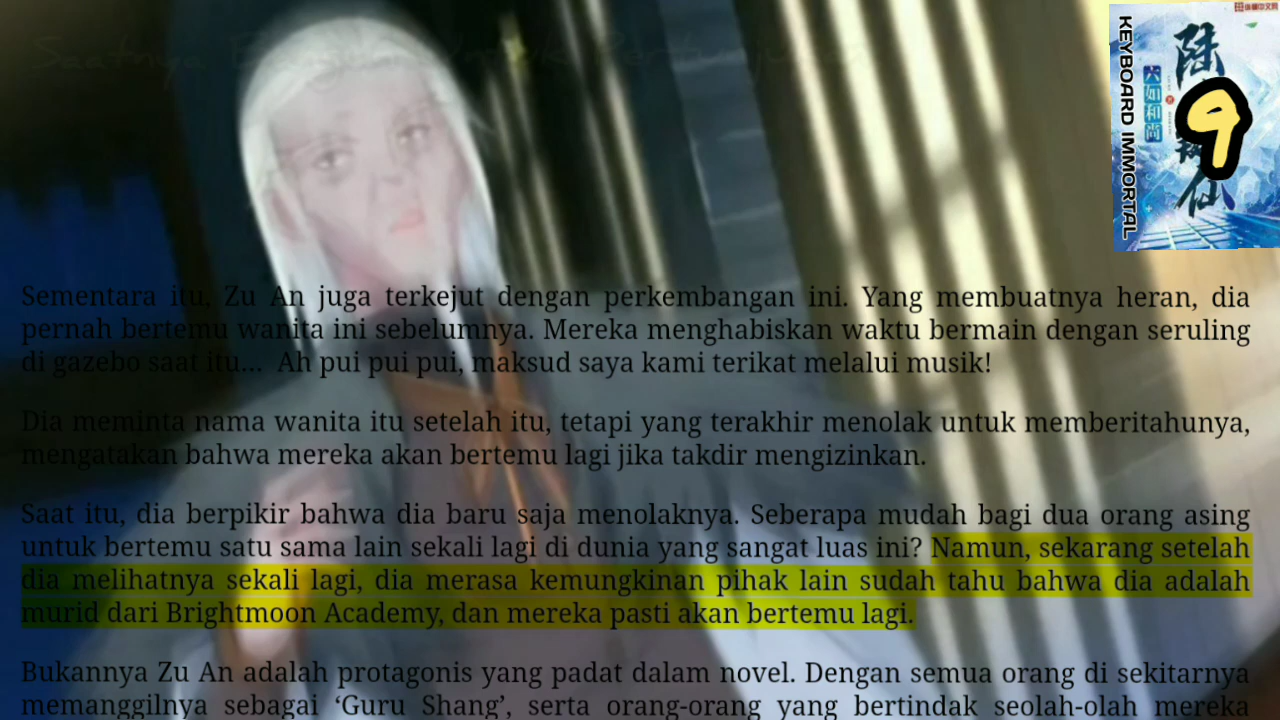 Saatnya
陆
仙
六如和尚
KEYBOARD IMMORTAL
9
Sementara itu, Zu An juga terkejut dengan perkembangan ini. Yang membuatnya heran, dia
pernah bertemu wanita ini sebelumnya. Mereka menghabiskan waktu bermain dengan seruling
di gazebo saat itu... Ah pui pui pui, maksud saya kami terikat melalui musik!
Dia meminta nama wanita itu setelah itu, tetapi yang terakhir menolak untuk memberitahunya,
mengatakan bahwa mereka akan bertemu lagi jika takdir mengizinkan.
Saat itu, dia berpikir bahwa dia baru saja menolaknya. Seberapa mudah bagi dua orang asing
untuk bertemu satu sama lain sekali lagi di dunia yang sangat luas ini? Namun, sekarang setelah
dia melihatnya sekali lagi, dia merasa kemungkinan pihak lain sudah tahu bahwa dia adalah
murid dari Brightmoon Academy, dan mereka pasti akan bertemu lagi.
Bukannya Zu An adalah protagonis yang padat dalam novel. Dengan semua orang di sekitarnya
memanggilnya sebagai ‘Guru Shang’, serta orang-orang yang bertindak seolah-olah mereka